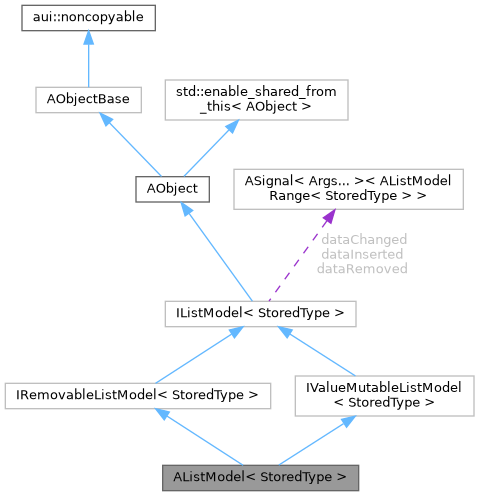 aui::noncopyable
AObjectBase
std::enable_shared_from
_this< AObject >
AObject
ASignal< Args... >< AListModel
Range< StoredType > >
dataChanged
dataInserted
dataRemoved
IListModel< StoredType >
IRemovableListModel< StoredType >
IValueMutableListModel
< StoredType >
AListModel< StoredType >